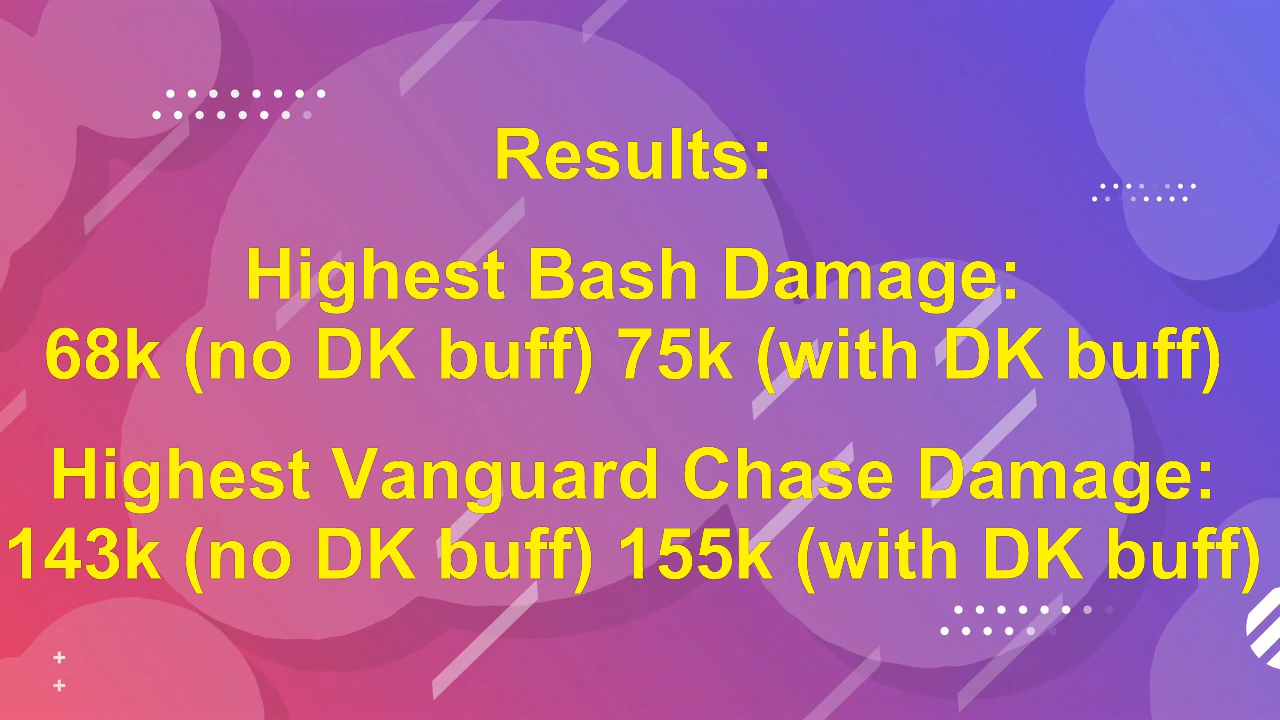 Results:
Highest Bash Damage:
68k (no DK buff) 75k (with DK buff)
Highest Vanguard Chase Damage:
143k (no DK buff) 155k (with DK buff)